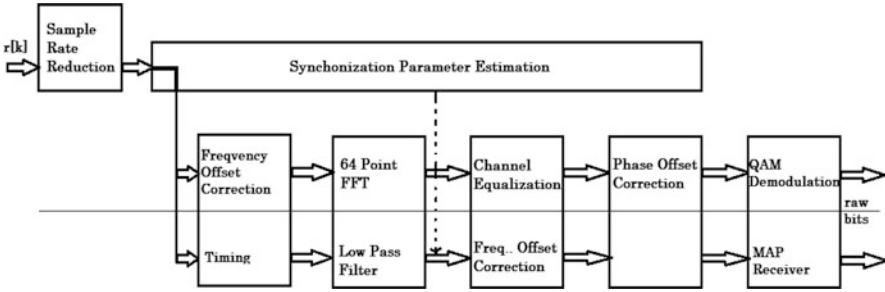 r[k]
Sample
Rate
Reduction
Synchonization Parameter Estimation
Freqvency
Offset
Correction
64 Point
FFT
Channel
Equalization
Phase Offset
Correction
QAM
Demodulation
raw
bits
Timing
Low Pass
Filter
Freq.. Offset
Correction
MAP
Receiver